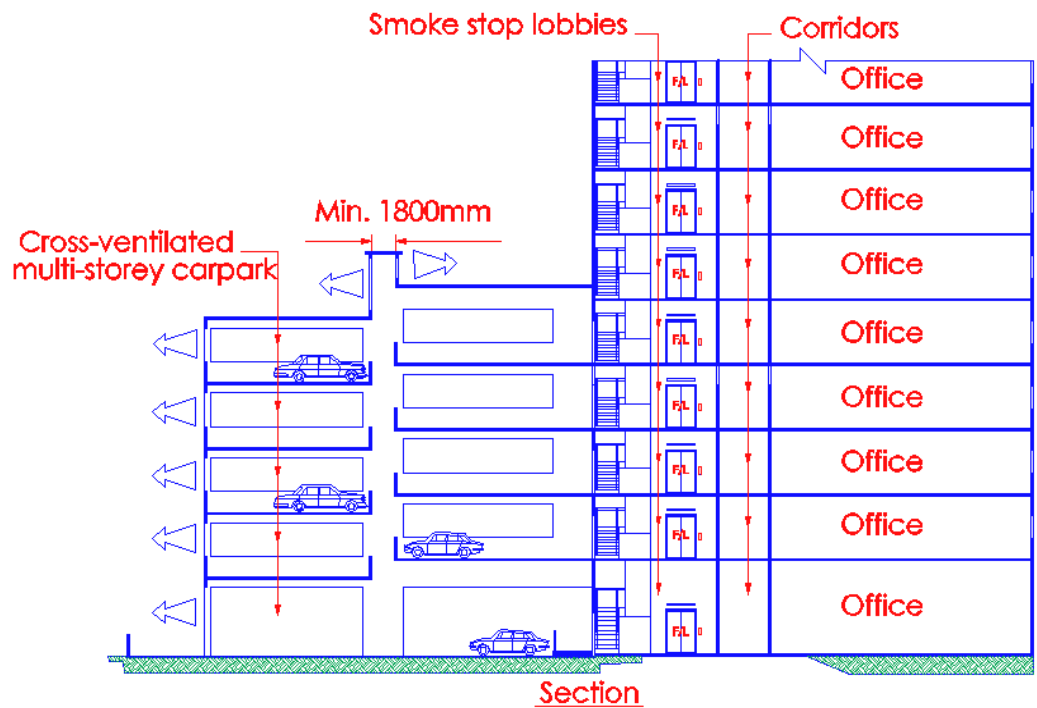 Smoke stop lobbies
Corridors
Office
F/L
Office
F/L
Min. 1800mm
Office
F/L
Cross-ventilated
multi-storey carpark
Office
F/L
Office
F/L
Office
F/L
Office
F/L
Office
F/L
Office
F/L
Section